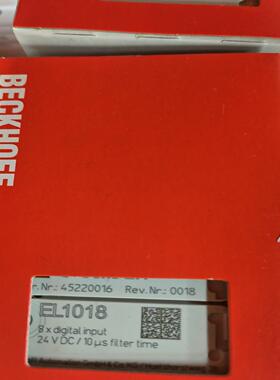 BECKHOFF
r. Nr.: 45220016 Rev. Nr.: 0018
EL1018
8 x digital input
24 V DC / 10 µs filter time